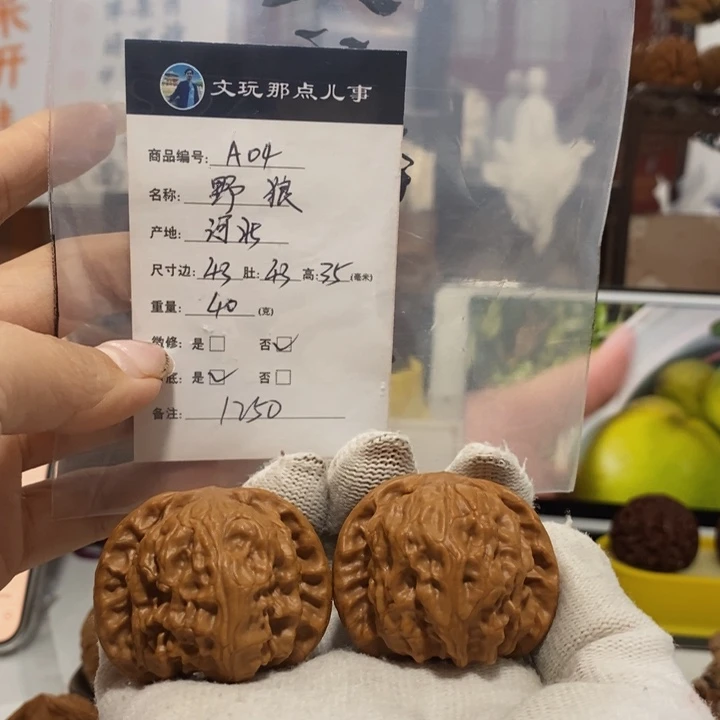 文玩那点儿事
商品编号: A04
名称: 野狼
产地: 河北
尺寸边: 43 肚: 43 高: 35 (毫米)
重量: 40 (克)
微修: 是□ 否☑
底: 是☑ 否□
备注: 1250